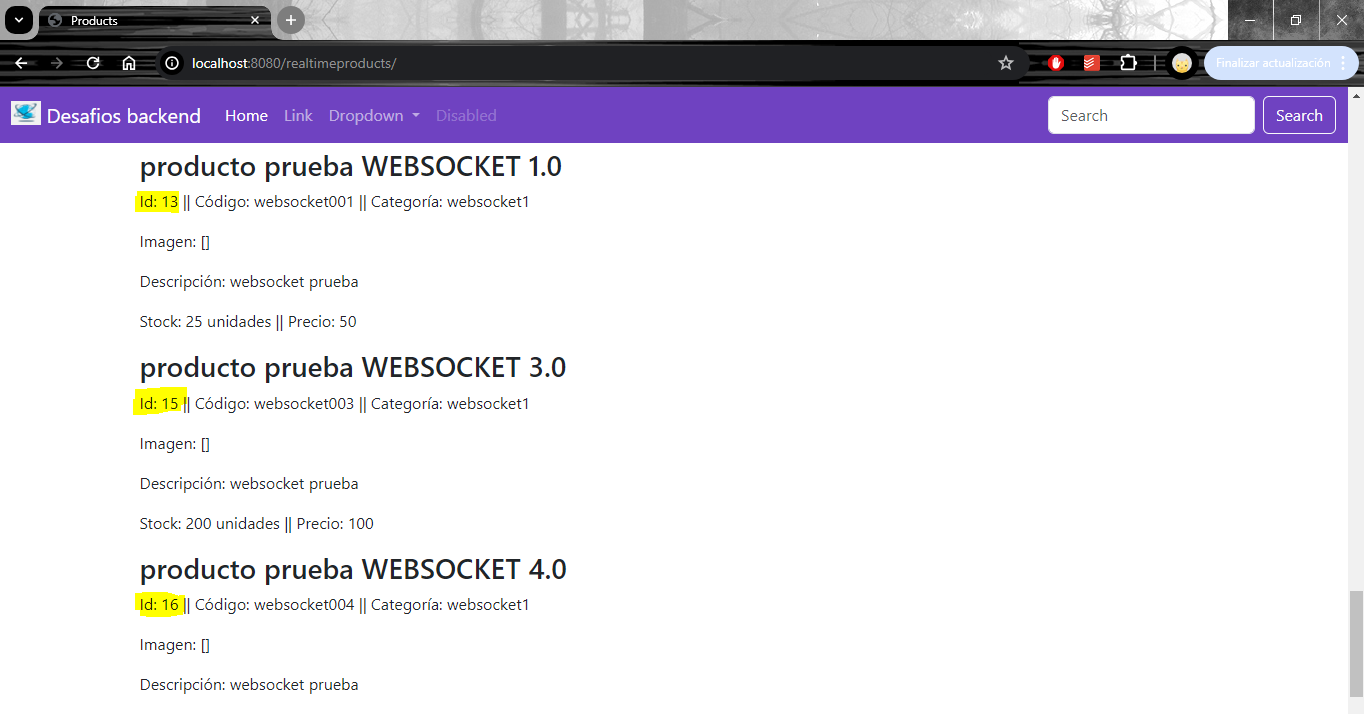 Products
localhost:8080/realtimeproducts/
Finalizar actualización
Desafios backend Home Link Dropdown Disabled Search Search
producto prueba WEBSOCKET 1.0
Id: 13 || Código: websocket001 || Categoría: websocket1
Imagen: []
Descripción: websocket prueba
Stock: 25 unidades || Precio: 50
producto prueba WEBSOCKET 3.0
Id: 15 || Código: websocket003 || Categoría: websocket1
Imagen: []
Descripción: websocket prueba
Stock: 200 unidades || Precio: 100
producto prueba WEBSOCKET 4.0
Id: 16 || Código: websocket004 || Categoría: websocket1
Imagen: []
Descripción: websocket prueba